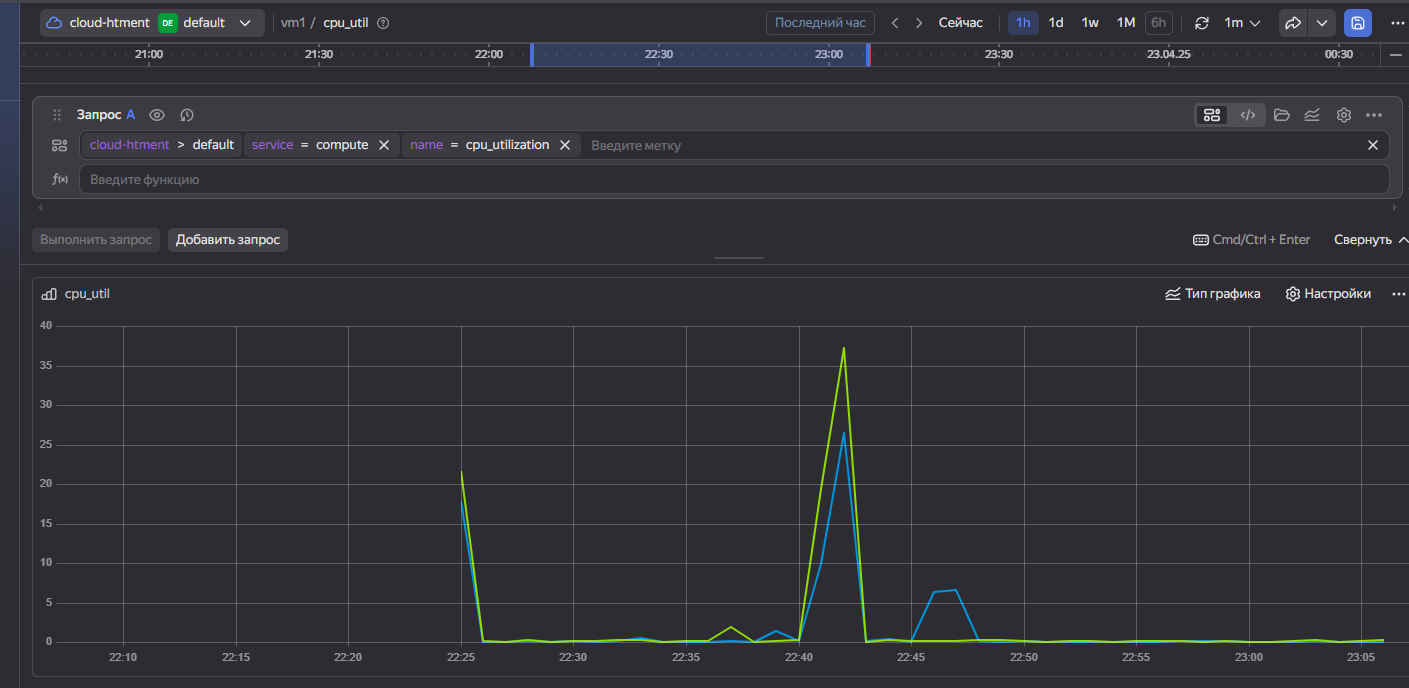 cloud-htment DE default vm1 / cpu_util Последний час Сейчас 1h 1d 1w 1M 6h 1m
21:00 21:30 22:00 22:30 23:00 23:30 23.04.25 00:30
Запрос A
cloud-htment > default service = compute name = cpu_utilization Введите метку
f(x) Введите функцию
Выполнить запрос Добавить запрос Cmd/Ctrl + Enter Свернуть
cpu_util Тип графика Настройки
40
35
30
25
20
15
10
5
0
22:10 22:15 22:20 22:25 22:30 22:35 22:40 22:45 22:50 22:55 23:00 23:05